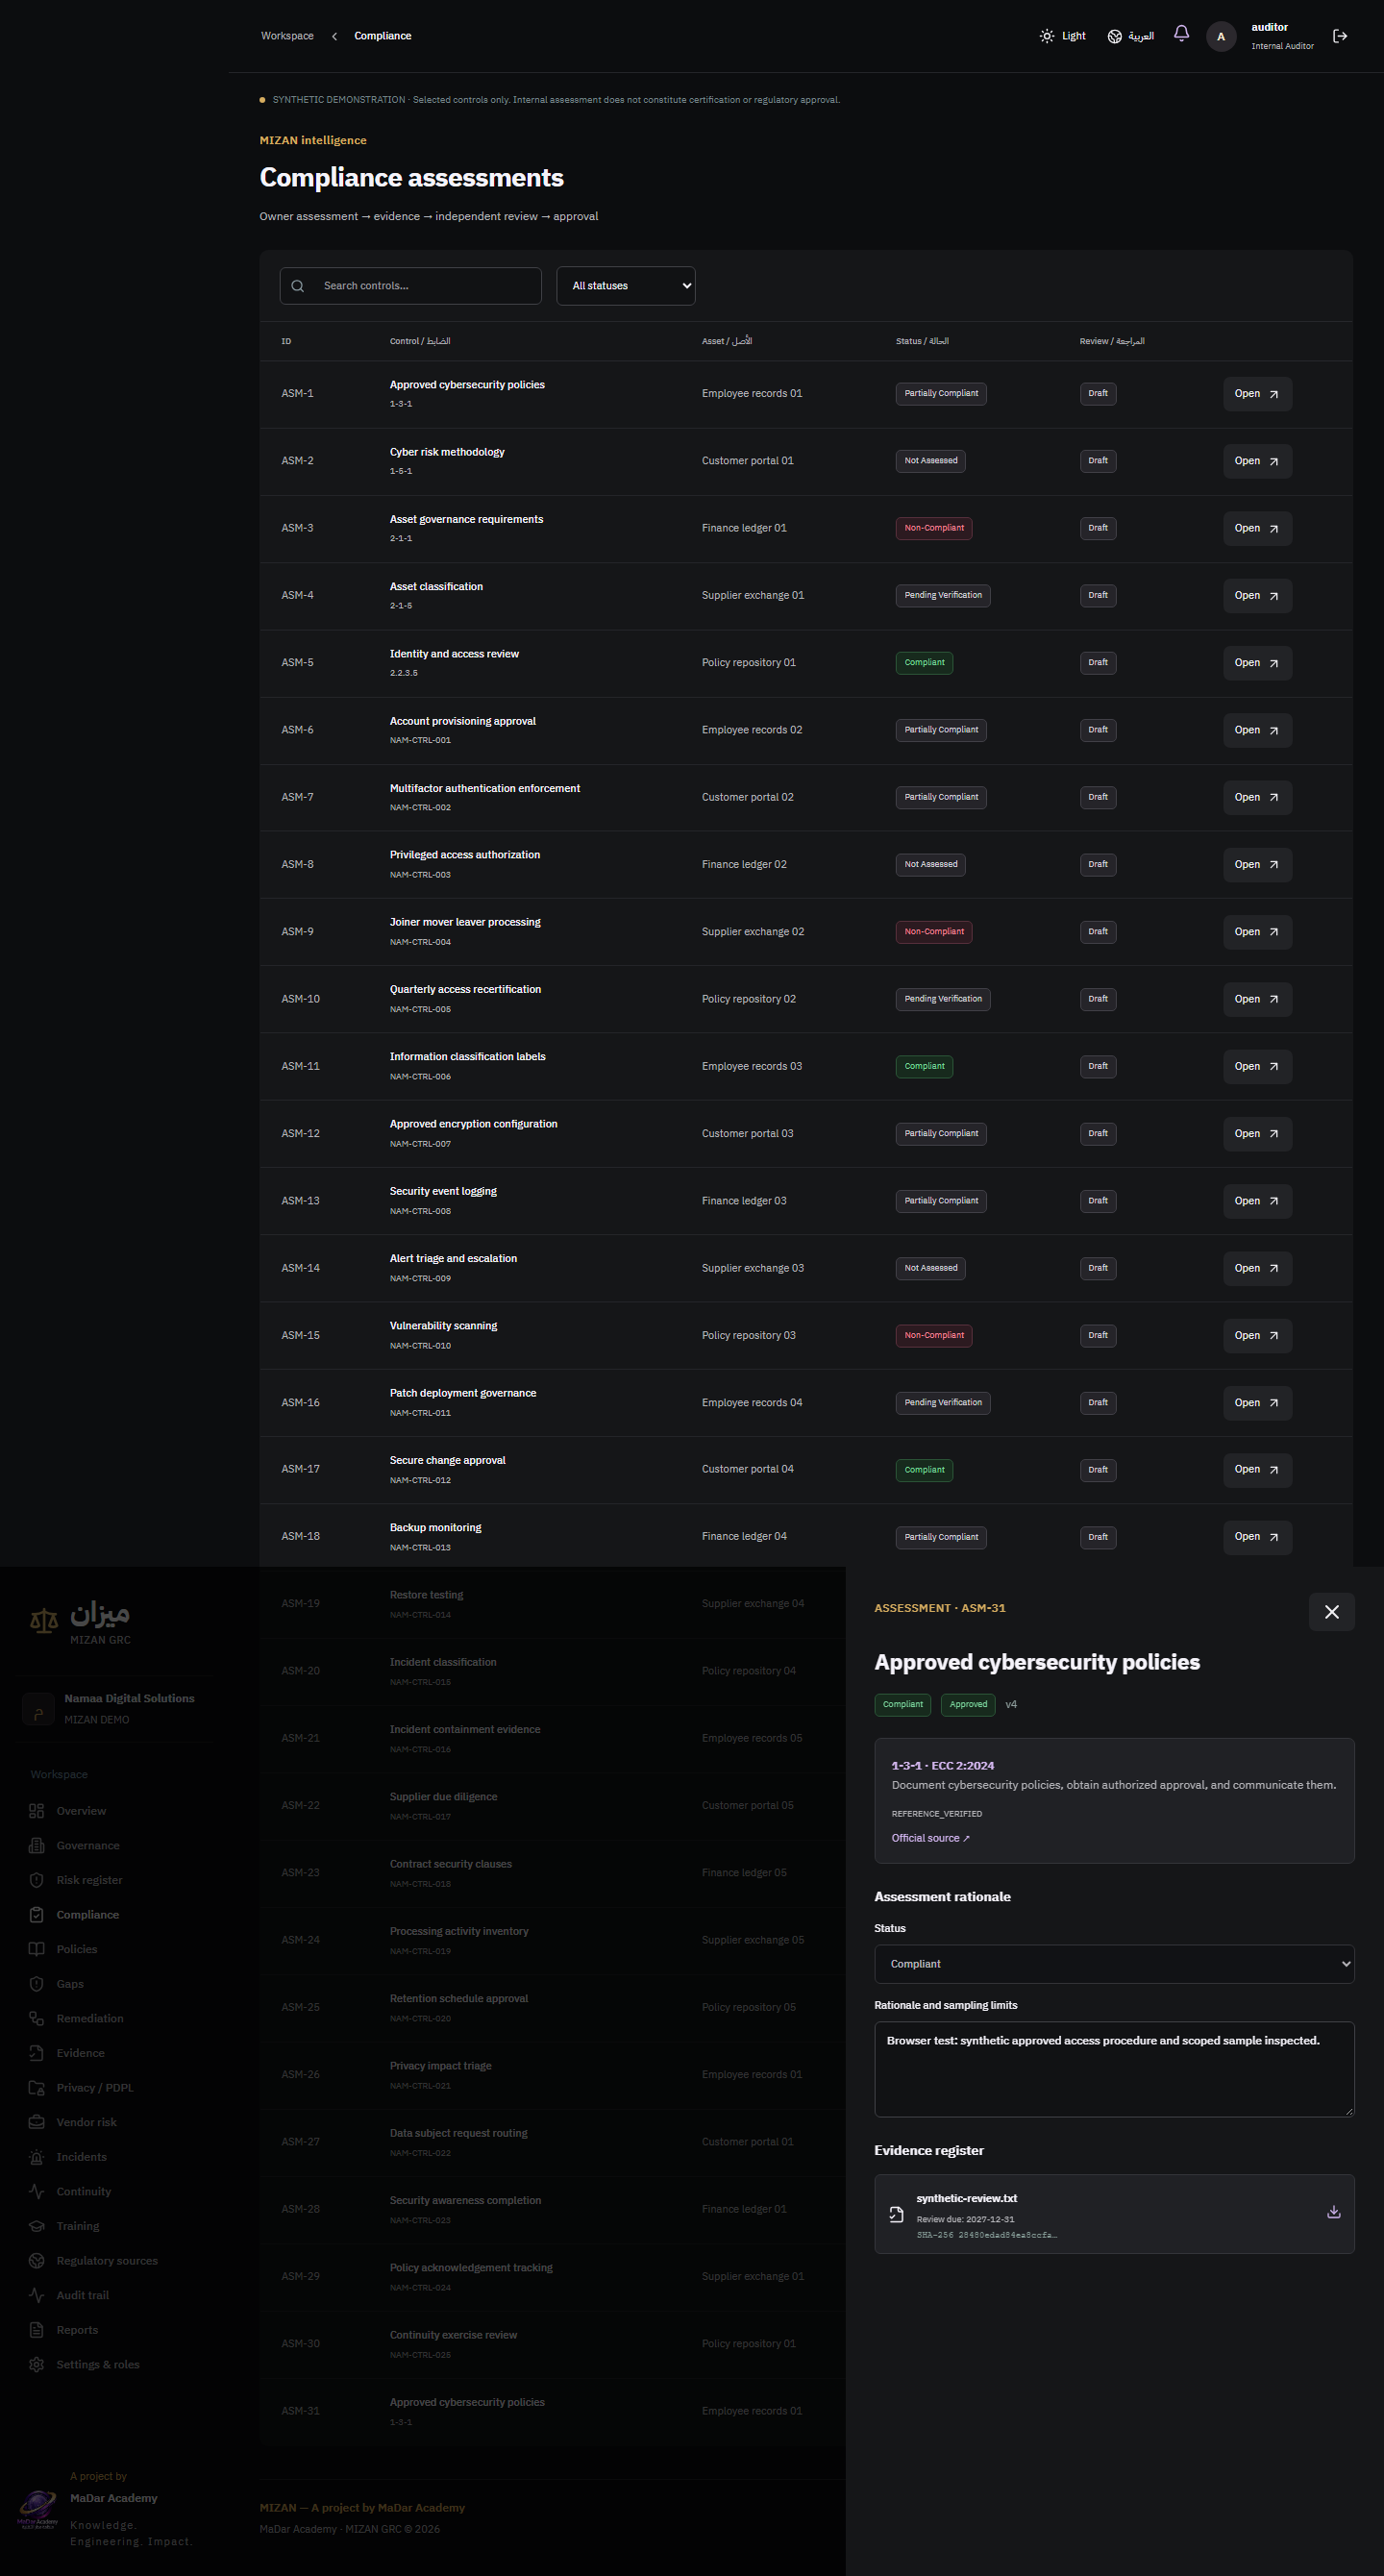 Workspace < Compliance
Light
العربية
A
auditor
Internal Auditor
SYNTHETIC DEMONSTRATION · Selected controls only. Internal assessment does not constitute certification or regulatory approval.
MIZAN intelligence
Compliance assessments
Owner assessment → evidence → independent review → approval
Search controls...
All statuses
ID Control / الضابط Asset / الأصل Status / الحالة Review / المراجعة
ASM-1 Approved cybersecurity policies Employee records 01 Partially Compliant Draft Open
1-3-1
ASM-2 Cyber risk methodology Customer portal 01 Not Assessed Draft Open
1-5-1
ASM-3 Asset governance requirements Finance ledger 01 Non-Compliant Draft Open
2-1-1
ASM-4 Asset classification Supplier exchange 01 Pending Verification Draft Open
2-1-5
ASM-5 Identity and access review Policy repository 01 Compliant Draft Open
2.2.3.5
ASM-6 Account provisioning approval Employee records 02 Partially Compliant Draft Open
NAM-CTRL-001
ASM-7 Multifactor authentication enforcement Customer portal 02 Partially Compliant Draft Open
NAM-CTRL-002
ASM-8 Privileged access authorization Finance ledger 02 Not Assessed Draft Open
NAM-CTRL-003
ASM-9 Joiner mover leaver processing Supplier exchange 02 Non-Compliant Draft Open
NAM-CTRL-004
ASM-10 Quarterly access recertification Policy repository 02 Pending Verification Draft Open
NAM-CTRL-005
ASM-11 Information classification labels Employee records 03 Compliant Draft Open
NAM-CTRL-006
ASM-12 Approved encryption configuration Customer portal 03 Partially Compliant Draft Open
NAM-CTRL-007
ASM-13 Security event logging Finance ledger 03 Partially Compliant Draft Open
NAM-CTRL-008
ASM-14 Alert triage and escalation Supplier exchange 03 Not Assessed Draft Open
NAM-CTRL-009
ASM-15 Vulnerability scanning Policy repository 03 Non-Compliant Draft Open
NAM-CTRL-010
ASM-16 Patch deployment governance Employee records 04 Pending Verification Draft Open
NAM-CTRL-011
ASM-17 Secure change approval Customer portal 04 Compliant Draft Open
NAM-CTRL-012
ASM-18 Backup monitoring Finance ledger 04 Partially Compliant Draft Open
NAM-CTRL-013
ASM-19 Restore testing Supplier exchange 04
NAM-CTRL-014
ASM-20 Incident classification Policy repository 04
NAM-CTRL-015
ASM-21 Incident containment evidence Employee records 05
NAM-CTRL-016
ASM-22 Supplier due diligence Customer portal 05
NAM-CTRL-017
ASM-23 Contract security clauses Finance ledger 05
NAM-CTRL-018
ASM-24 Processing activity inventory Supplier exchange 05
NAM-CTRL-019
ASM-25 Retention schedule approval Policy repository 05
NAM-CTRL-020
ASM-26 Privacy impact triage Employee records 01
NAM-CTRL-021
ASM-27 Data subject request routing Customer portal 01
NAM-CTRL-022
ASM-28 Security awareness completion Finance ledger 01
NAM-CTRL-023
ASM-29 Policy acknowledgement tracking Supplier exchange 01
NAM-CTRL-024
ASM-30 Continuity exercise review Policy repository 01
NAM-CTRL-025
ASM-31 Approved cybersecurity policies Employee records 01
1-3-1
MIZAN — A project by MaDar Academy
MaDar Academy · MIZAN GRC © 2026
ميزان
MIZAN GRC
Namaa Digital Solutions
MIZAN DEMO
Workspace
Overview
Governance
Risk register
Compliance
Policies
Gaps
Remediation
Evidence
Privacy / PDPL
Vendor risk
Incidents
Continuity
Training
Regulatory sources
Audit trail
Reports
Settings & roles
A project by
MaDar Academy
Knowledge.
Engineering. Impact.
ASSESSMENT · ASM-31
Approved cybersecurity policies
Compliant Approved v4
1-3-1 · ECC 2:2024
Document cybersecurity policies, obtain authorized approval, and communicate them.
REFERENCE_VERIFIED
Official source ↗
Assessment rationale
Status
Compliant
Rationale and sampling limits
Browser test: synthetic approved access procedure and scoped sample inspected.
Evidence register
synthetic-review.txt
Review due: 2027-12-31
SHA-256 28480edad84ea8ccfa…